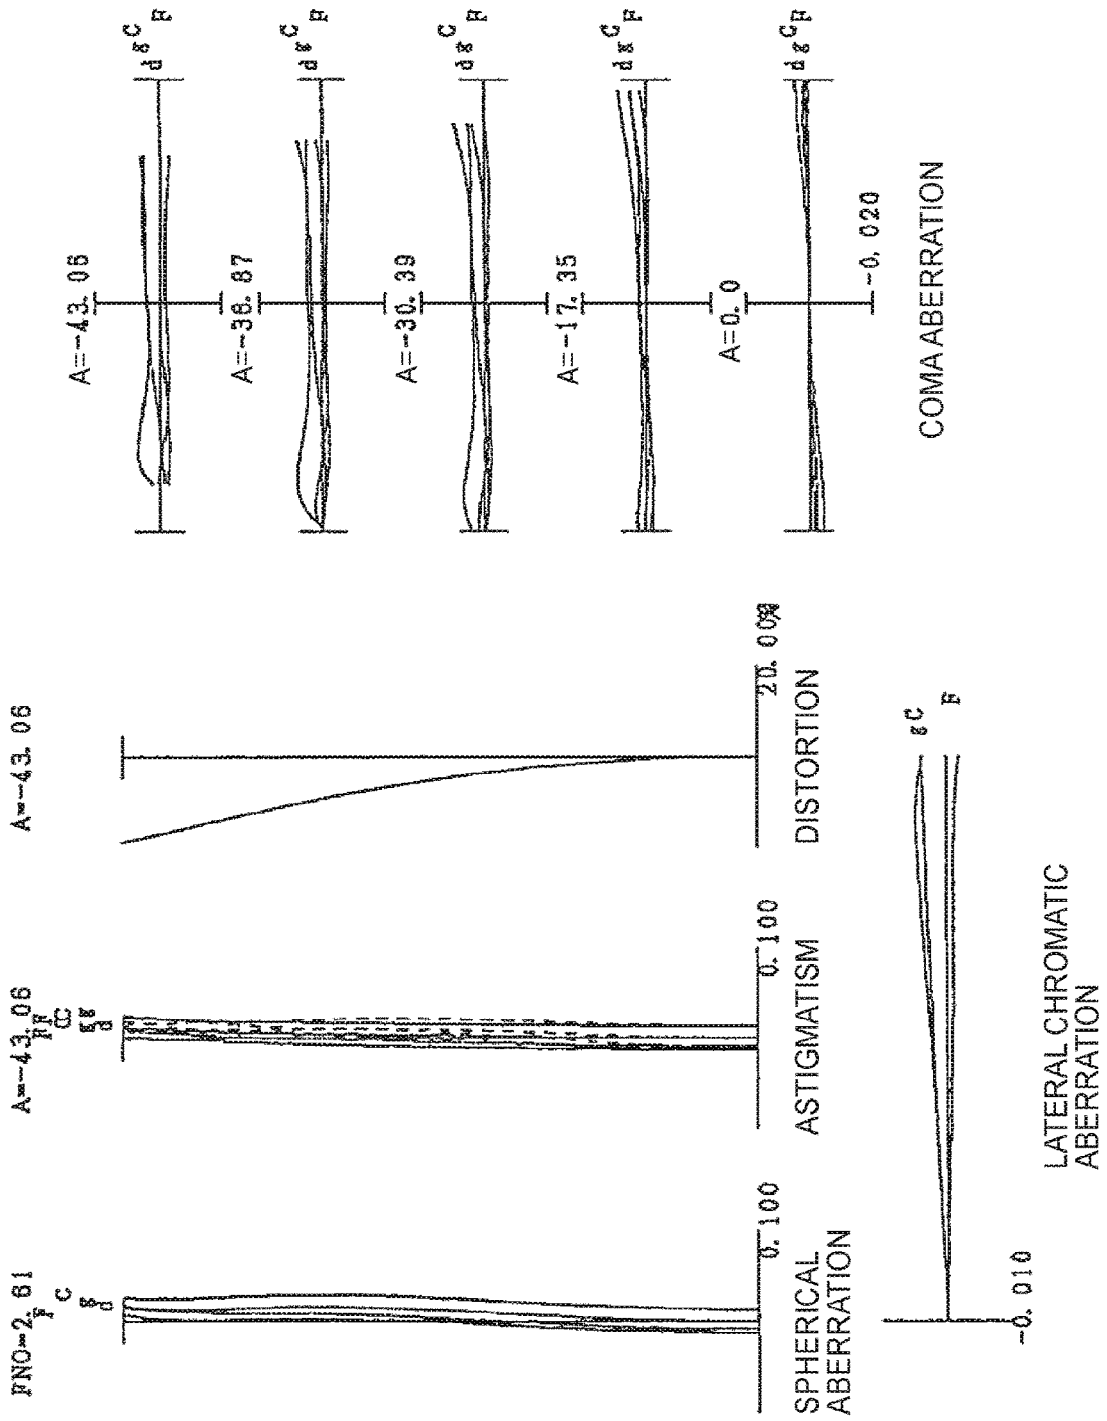 FNO=2.61
F
C
g
d
0.100
SPHERICAL
ABERRATION
A=-43.06
F F
C C
g g
d
0.100
ASTIGMATISM
A=-43.06
20.00%
DISTORTION
A=-43.06
d g C F
A=-38.87
d g C F
A=-30.39
d g C F
A=-17.35
d g C F
A=0.0
d g C F
-0.020
COMA ABERRATION
g C
F
-0.010
LATERAL CHROMATIC
ABERRATION